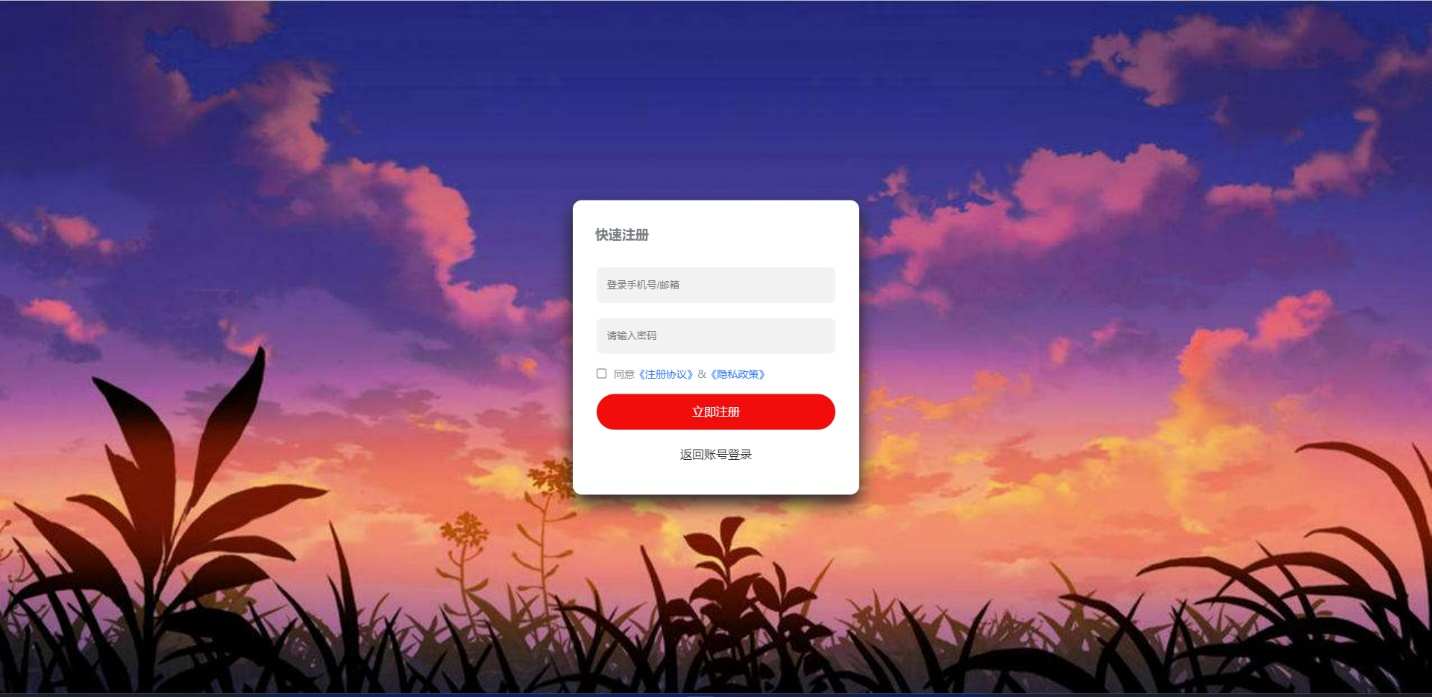 快速注册
登录手机号/邮箱
请输入密码
同意《注册协议》&《隐私政策》
立即注册
返回账号登录